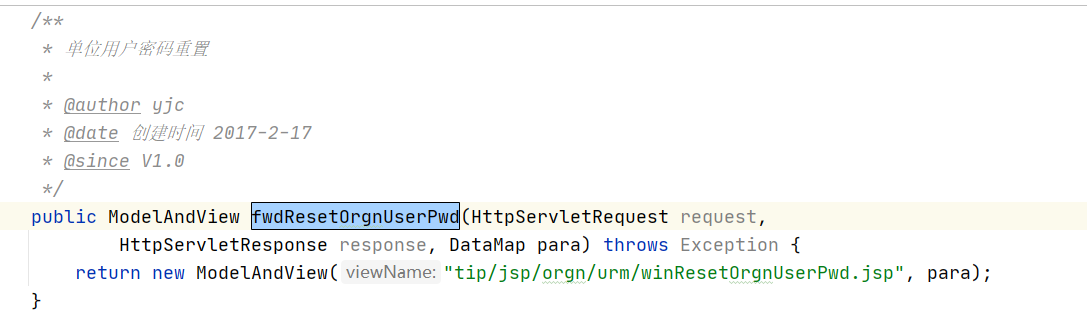 /**
 * 单位用户密码重置
 *
 * @author yjc
 * @date 创建时间 2017-2-17
 * @since V1.0
 */
public ModelAndView fwdResetOrgnUserPwd(HttpServletRequest request,
        HttpServletResponse response, DataMap para) throws Exception {
    return new ModelAndView( viewName: "tip/jsp/orgn/urm/winResetOrgnUserPwd.jsp", para);
}